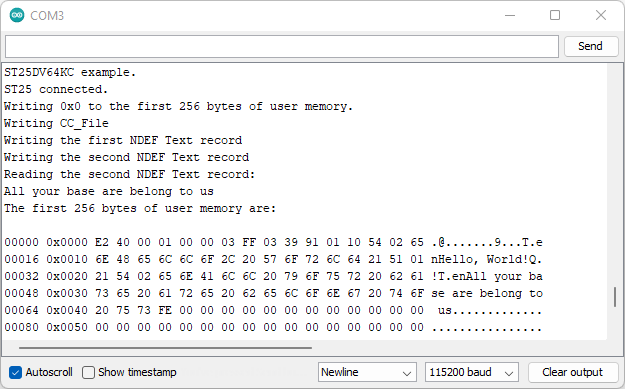 COM3
Send
ST25DV64KC example.
ST25 connected.
Writing 0x0 to the first 256 bytes of user memory.
Writing CC_File
Writing the first NDEF Text record
Writing the second NDEF Text record
Reading the second NDEF Text record:
All your base are belong to us
The first 256 bytes of user memory are:
00000 0x0000 E2 40 00 01 00 00 03 FF 03 39 91 01 10 54 02 65 .@.......9...T.e
00016 0x0010 6E 48 65 6C 6C 6F 2C 20 57 6F 72 6C 64 21 51 01 nHello, World!Q.
00032 0x0020 21 54 02 65 6E 41 6C 6C 20 79 6F 75 72 20 62 61 !T.enAll your ba
00048 0x0030 73 65 20 61 72 65 20 62 65 6C 6F 6E 67 20 74 6F se are belong to
00064 0x0040 20 75 73 FE 00 00 00 00 00 00 00 00 00 00 00 00  us.............
00080 0x0050 00 00 00 00 00 00 00 00 00 00 00 00 00 00 00 00 ................
Autoscroll Show timestamp Newline 115200 baud Clear output